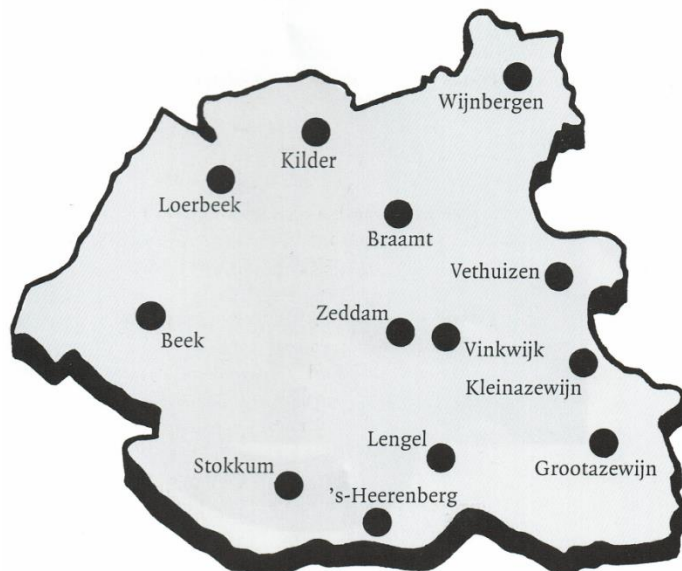 Wijnbergen
Kilder
Loerbeek
Braamt
Vethuizen
Zeddam
Beek
Vinkwijk
Kleinazewijn
Lengel
Grootazewijn
Stokkum
's-Heerenberg